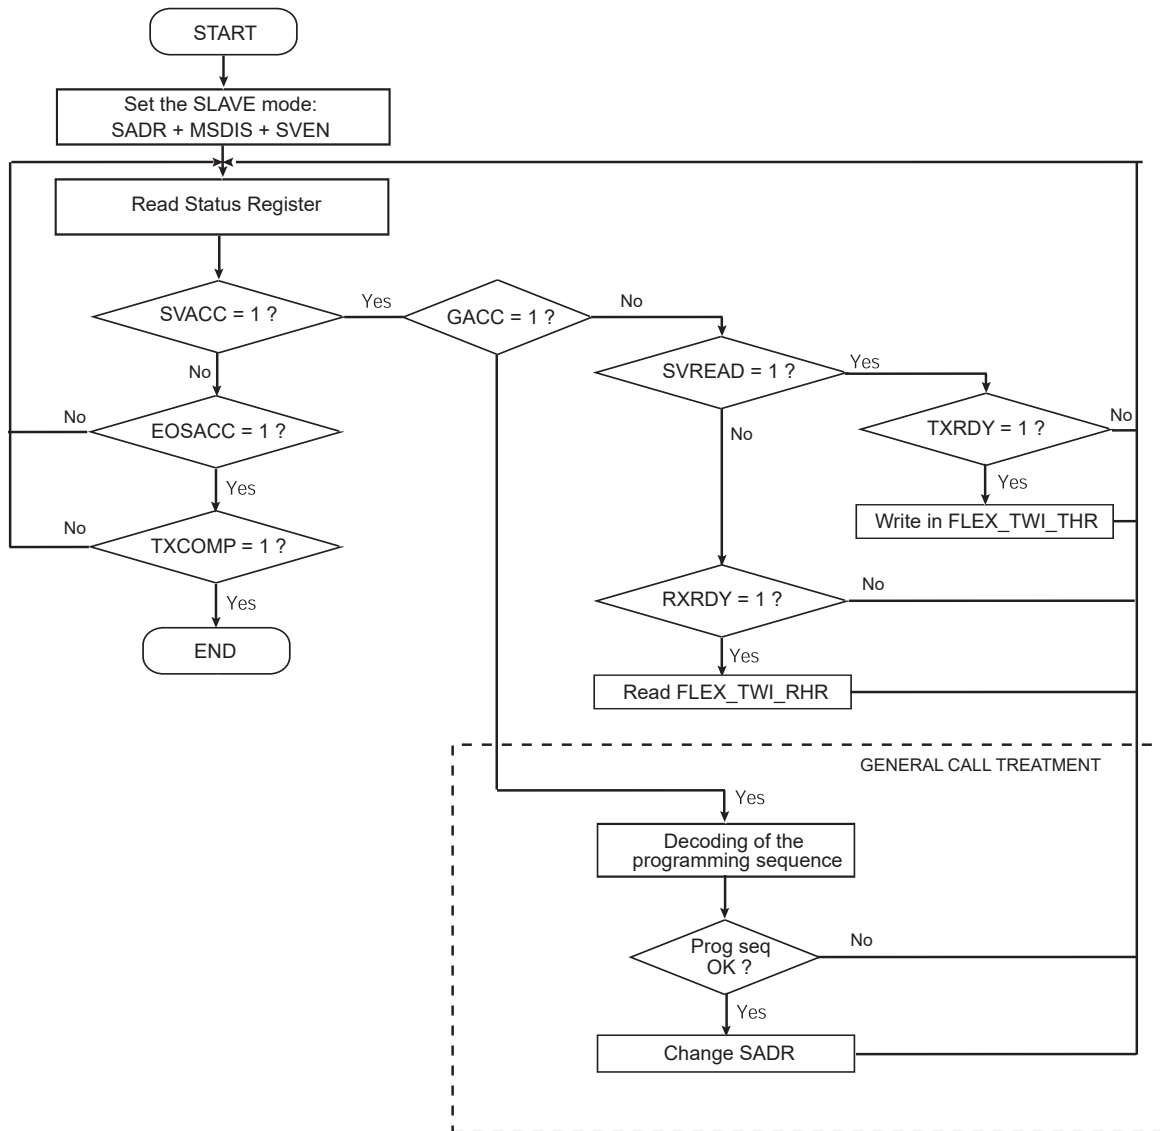 START
Set the SLAVE mode:
SADR + MSDIS + SVEN
Read Status Register
SVACC = 1 ?
Yes
GACC = 1 ?
No
SVREAD = 1 ?
Yes
No
No
EOSACC = 1 ?
TXRDY = 1 ?
No
No
Yes
Yes
Write in FLEX_TWI_THR
No
TXCOMP = 1 ?
Yes
RXRDY = 1 ?
No
END
Yes
Read FLEX_TWI_RHR
GENERAL CALL TREATMENT
Yes
Decoding of the
programming sequence
Prog seq
OK ?
No
Yes
Change SADR